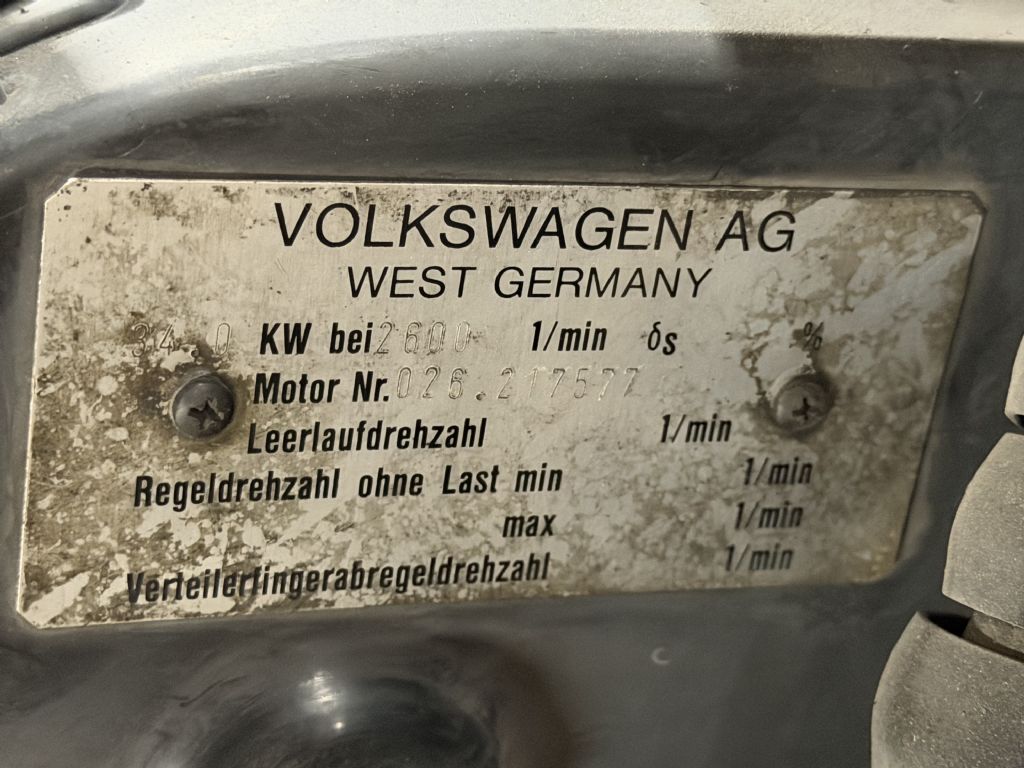 VOLKSWAGEN AG
WEST GERMANY
34.0 KW bei 2600 1/min δs %
Motor Nr. 026.217577
Leerlaufdrehzahl 1/min
Regeldrehzahl ohne Last min 1/min
max 1/min
Verteilerfingerabregeldrehzahl 1/min